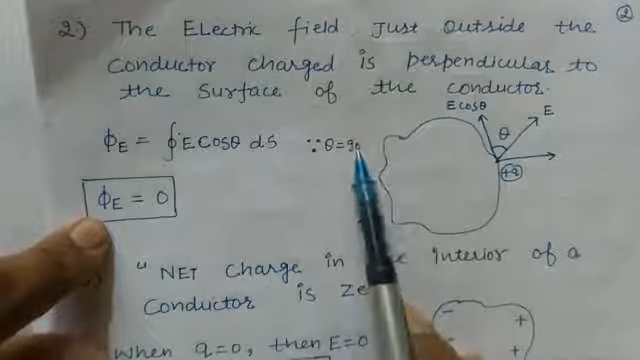 ②
2.) The Electric field Just outside the
Conductor charged is perpendicular to
the Surface of the conductor.
E cosθ
E
θ
+q
ϕE = ∮ E cosθ ds ∵ θ = 90
ϕE = 0
" NET Charge in Interior of a
Conductor is
When q=0, then E=0
- +
- +